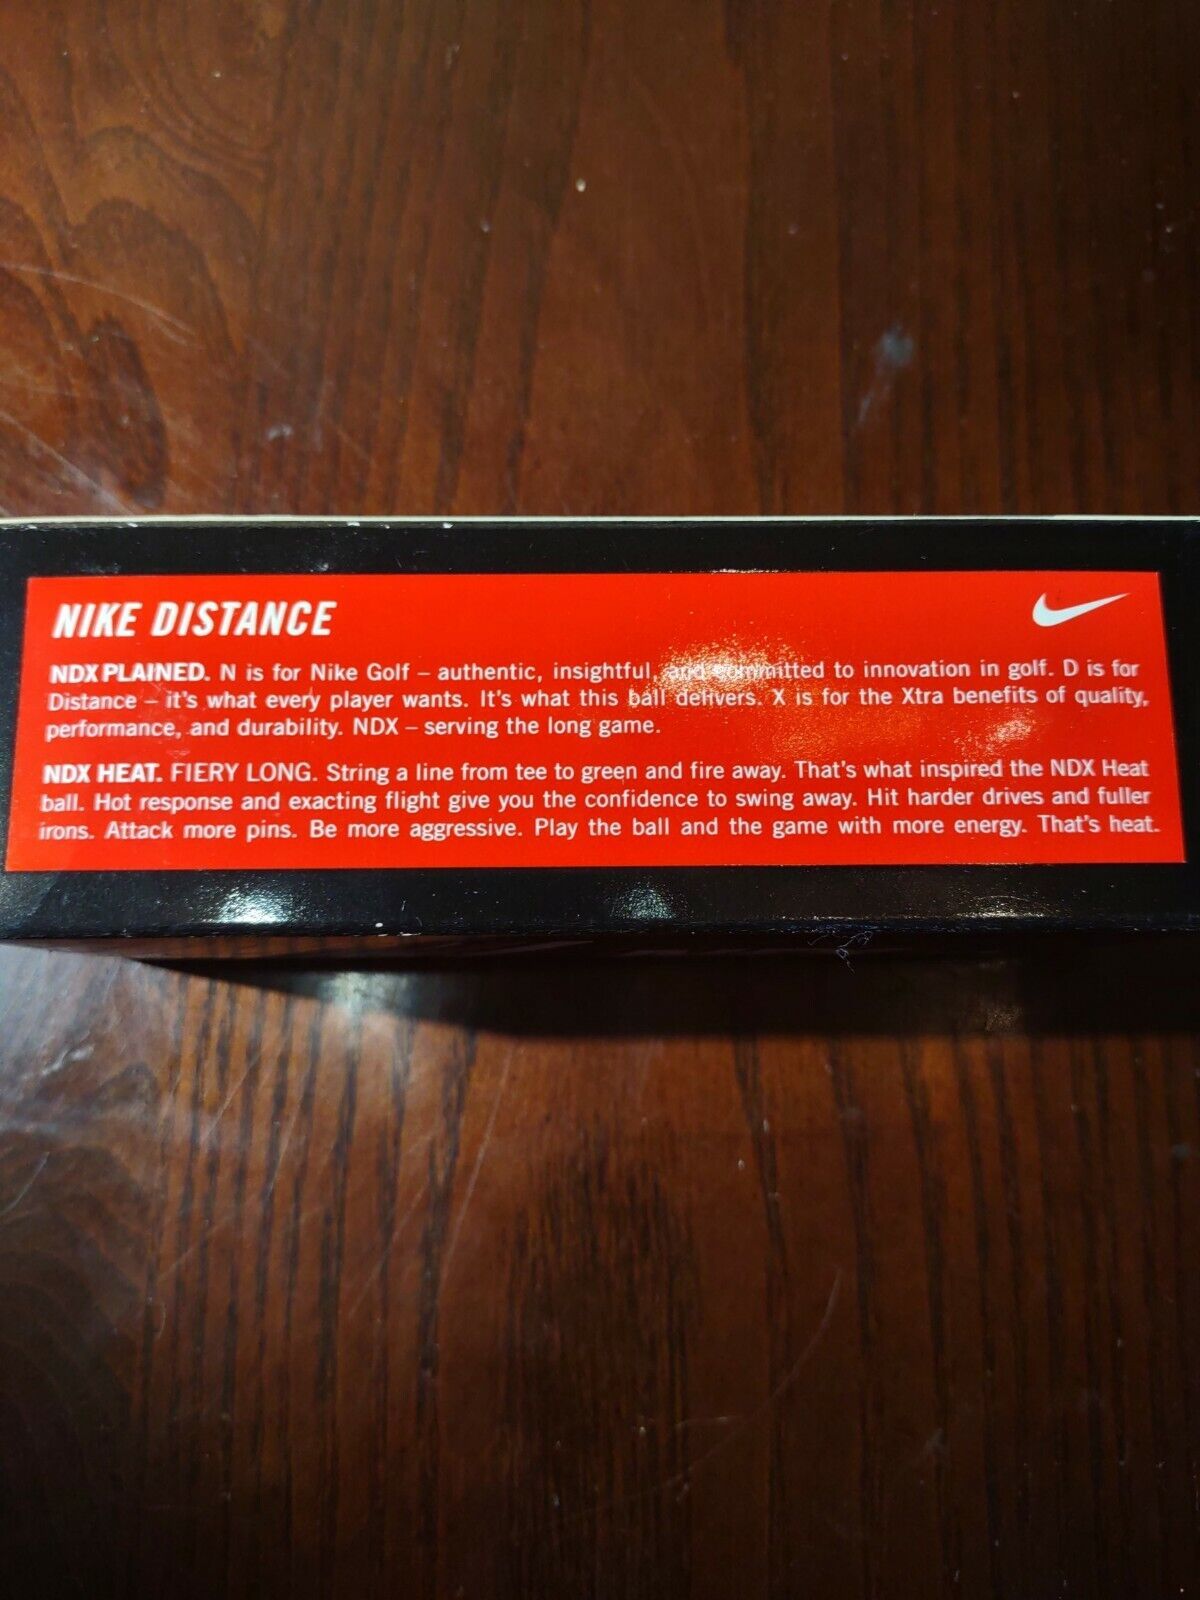 NIKE DISTANCE
NDXPLAINED. N is for Nike Golf – authentic, insightful, and committed to innovation in golf. D is for
Distance – it's what every player wants. It's what this ball delivers. X is for the Xtra benefits of quality,
performance, and durability. NDX – serving the long game.
NDX HEAT. FIERY LONG. String a line from tee to green and fire away. That's what inspired the NDX Heat
ball. Hot response and exacting flight give you the confidence to swing away. Hit harder drives and fuller
irons. Attack more pins. Be more aggressive. Play the ball and the game with more energy. That's heat.